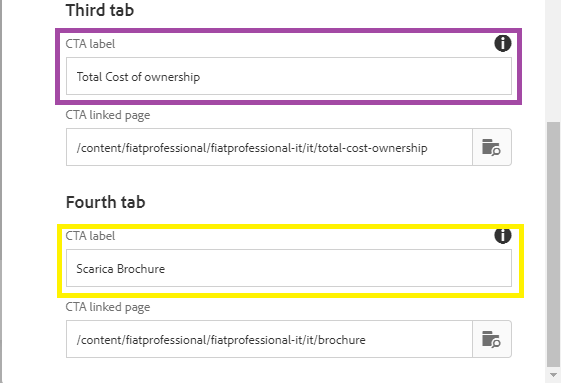 Third tab
CTA label
Total Cost of ownership
CTA linked page
/content/fiatprofessional/fiatprofessional-it/it/total-cost-ownership
Fourth tab
CTA label
Scarica Brochure
CTA linked page
/content/fiatprofessional/fiatprofessional-it/it/brochure